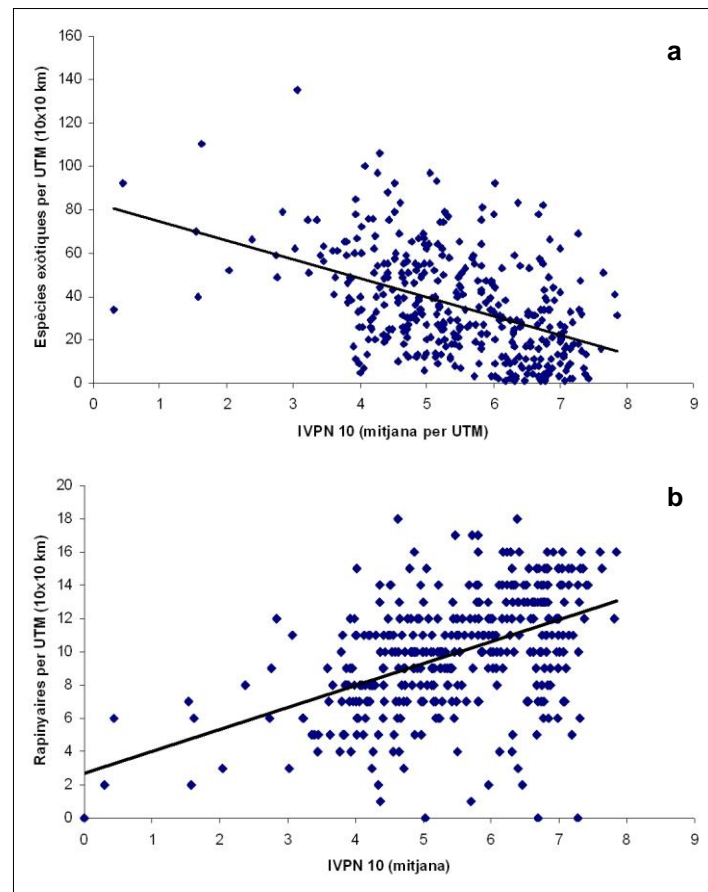 a
160
140
120
100
80
60
40
20
0
Espècies exòtiques per UTM (10x10 km)
0 1 2 3 4 5 6 7 8 9
IVPN 10 (mitjana per UTM)
b
20
18
16
14
12
10
8
6
4
2
0
Rapinyaires per UTM (10x10 km)
0 1 2 3 4 5 6 7 8 9
IVPN 10 (mitjana)